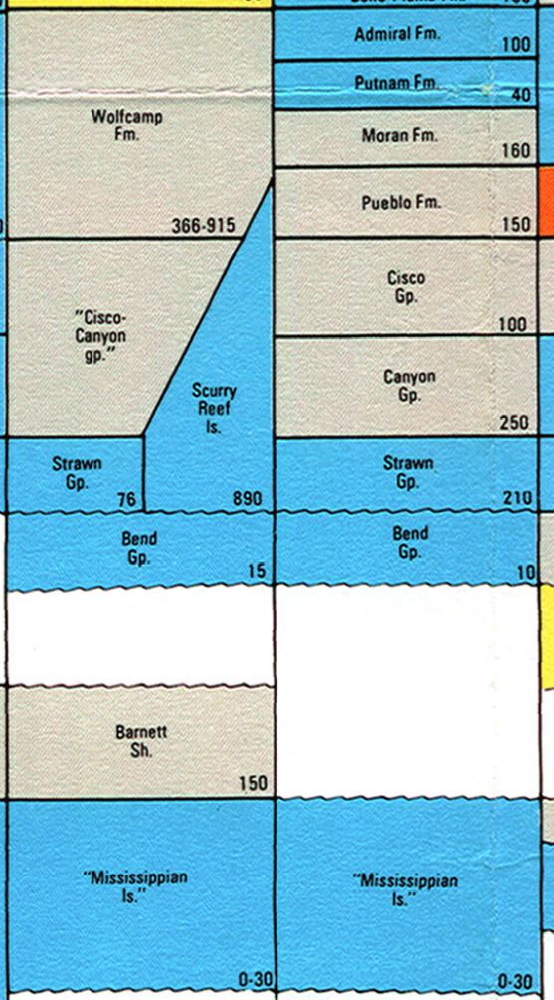 Admiral Fm.
100
Putnam Fm.
40
Wolfcamp
Fm.
366-915
Moran Fm.
160
Pueblo Fm.
150
"Cisco-
Canyon
gp."
Cisco
Gp.
100
Scurry
Reef
ls.
890
Canyon
Gp.
250
Strawn
Gp.
76
Strawn
Gp.
210
Bend
Gp.
15
Bend
Gp.
10
Barnett
Sh.
150
"Mississippian
ls."
0-30
"Mississippian
ls."
0-30